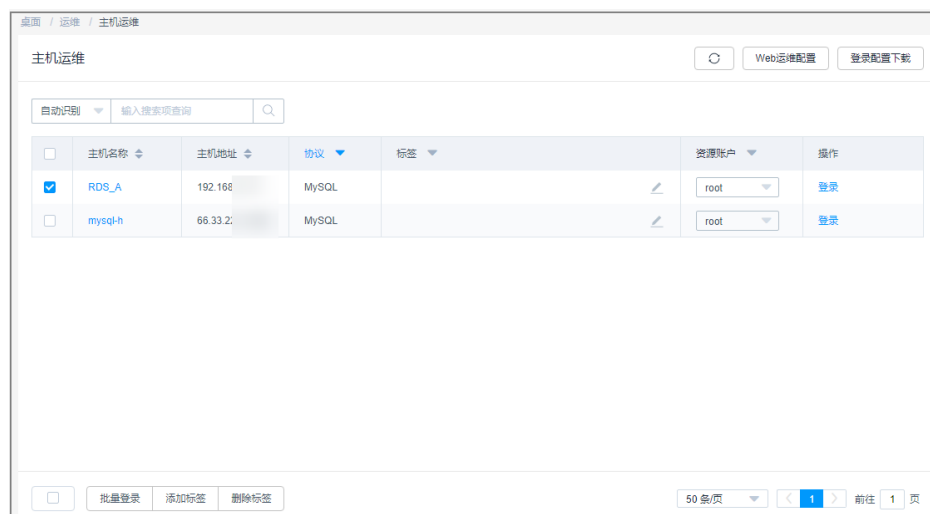 桌面 / 运维 / 主机运维
主机运维 Web运维配置 登录配置下载
自动识别 输入搜索项查询
主机名称 主机地址 协议 标签 资源账户 操作
RDS_A 192.168 MySQL root 登录
mysql-h 66.33.22 MySQL root 登录
批量登录 添加标签 删除标签 50 条/页 1 前往 1 页